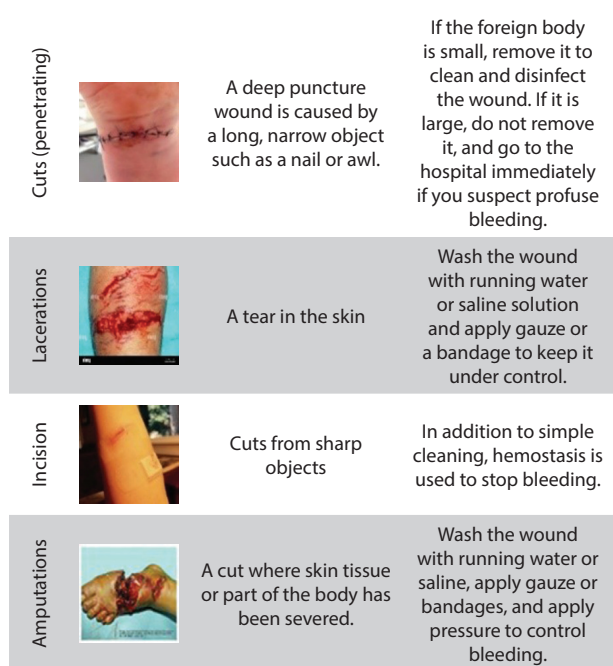 Cuts (penetrating)
A deep puncture
wound is caused by
a long, narrow object
such as a nail or awl.
If the foreign body
is small, remove it to
clean and disinfect
the wound. If it is
large, do not remove
it, and go to the
hospital immediately
if you suspect profuse
bleeding.
Lacerations
A tear in the skin
Wash the wound
with running water
or saline solution
and apply gauze or
a bandage to keep it
under control.
Incision
Cuts from sharp
objects
In addition to simple
cleaning, hemostasis is
used to stop bleeding.
Amputations
A cut where skin tissue
or part of the body has
been severed.
Wash the wound
with running water or
saline, apply gauze or
bandages, and apply
pressure to control
bleeding.